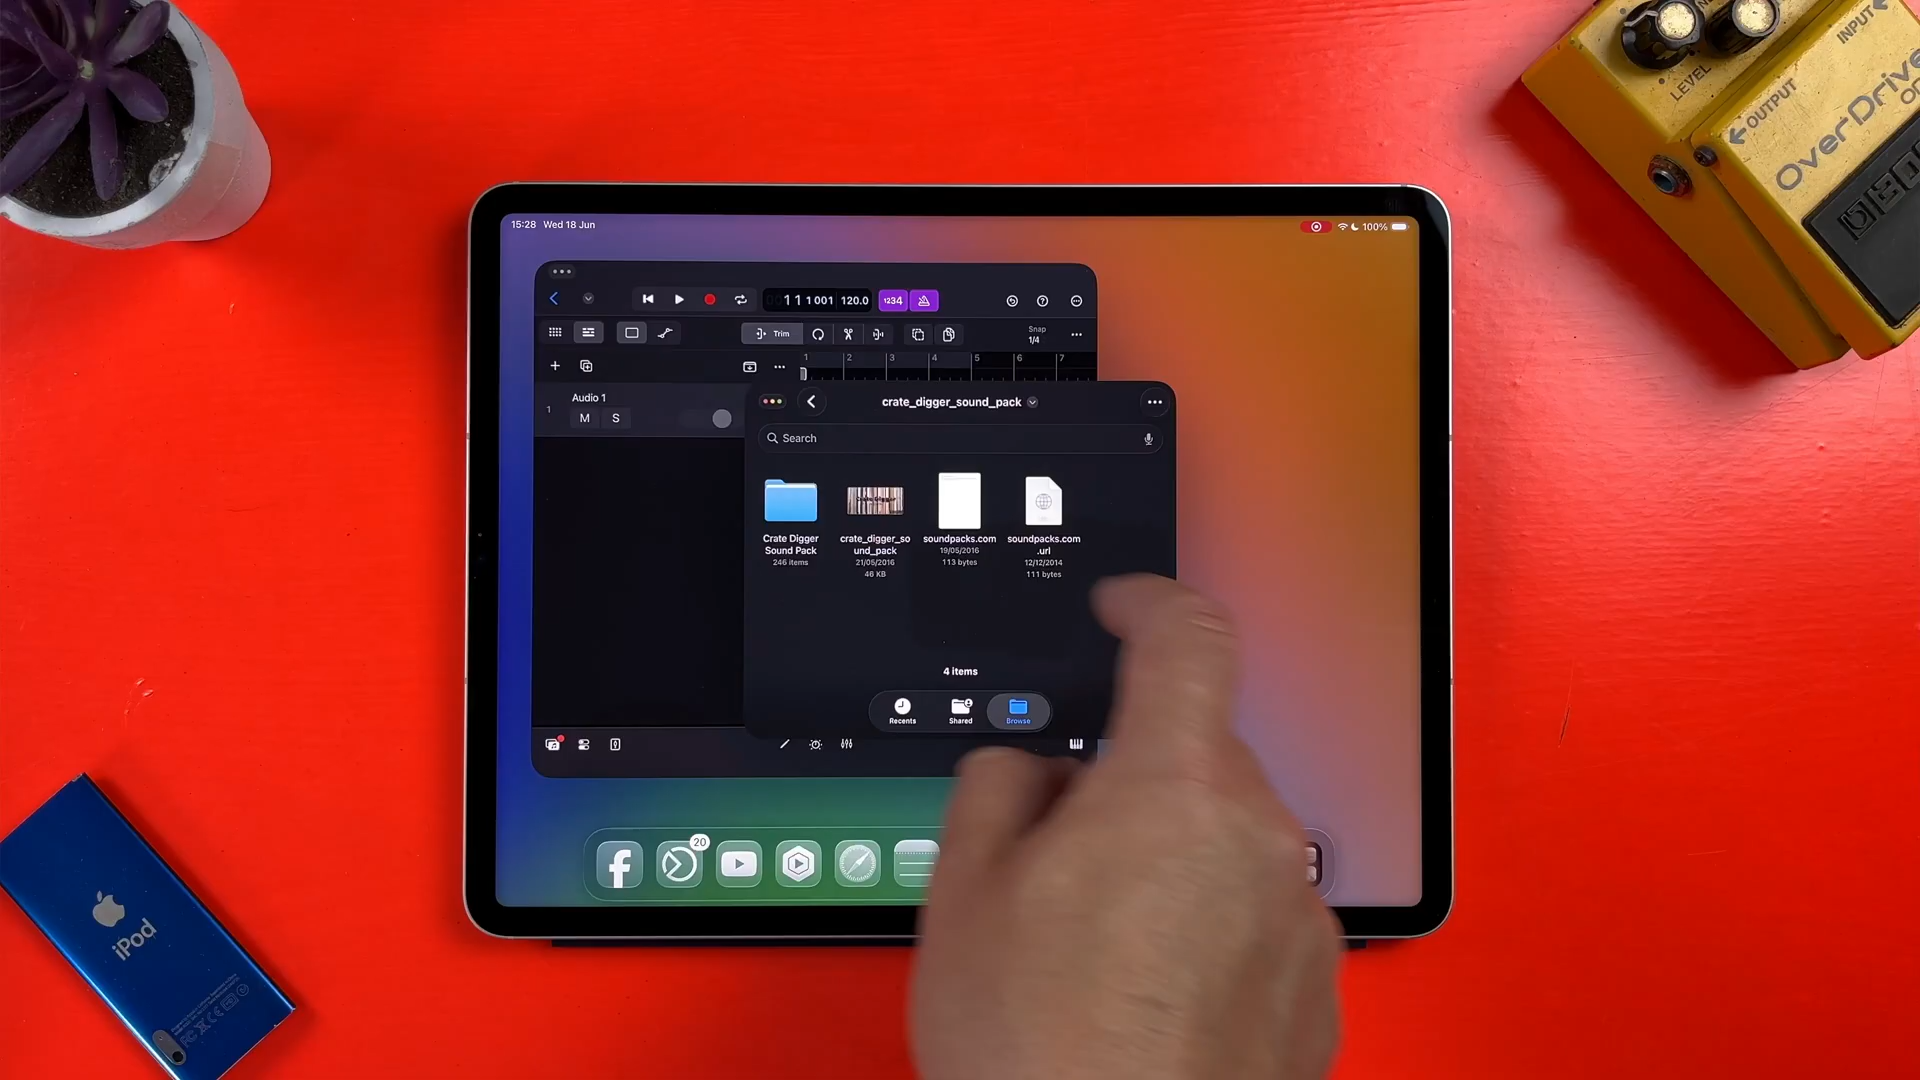 INPUT
LEVEL
OUTPUT
OverDrive
15:28 Wed 18 Jun
100%
11 1 001 120.0
1234
Trim
Snap
1/4
1 2 3 4 5 6 7
Audio 1
1
M S
crate_digger_sound_pack
Search
Crate Digger
Sound Pack
246 items
crate_digger_so
und_pack
21/05/2016
46 KB
soundpacks.com
19/05/2016
113 bytes
soundpacks.com
.url
12/12/2014
111 bytes
4 items
Recents
Shared
Browse
20
iPod